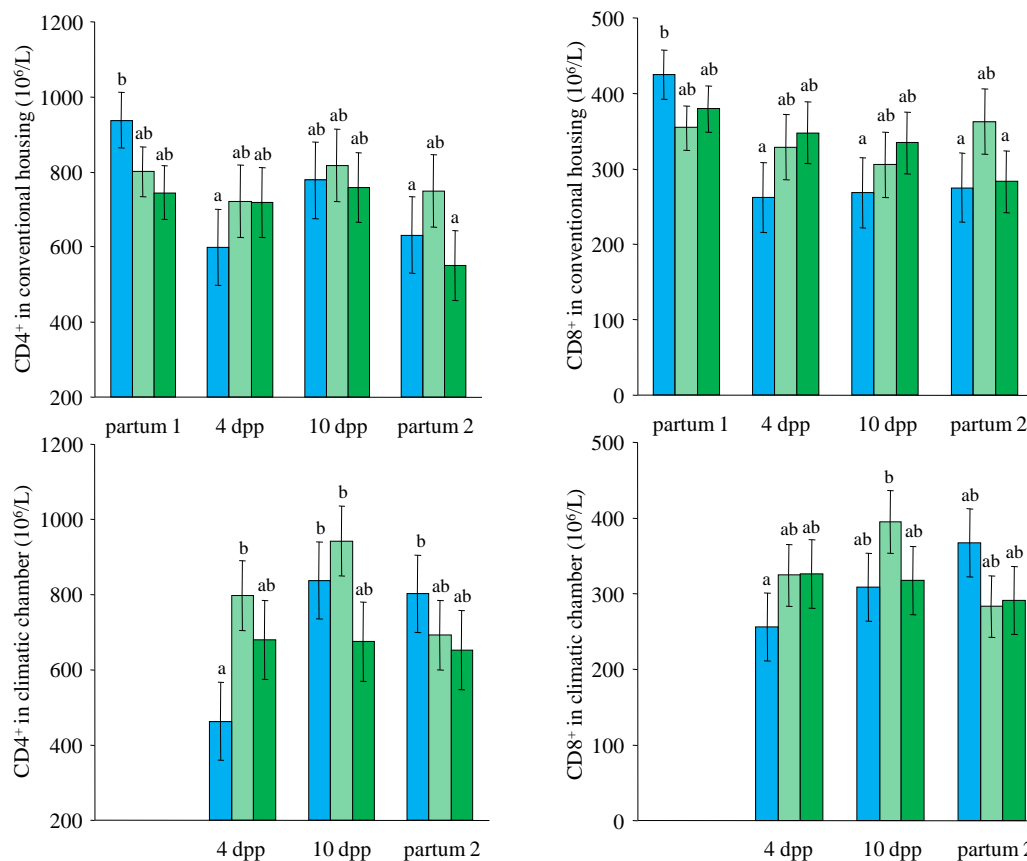 CD4⁺ in conventional housing (10⁶/L)
1200
1000
800
600
400
200
b
ab
ab
a
ab
ab
ab
ab
ab
a
ab
a
partum 1 4 dpp 10 dpp partum 2
CD8⁺ in conventional housing (10⁶/L)
500
400
300
200
100
0
b
ab
ab
a
ab
ab
a
ab
ab
a
ab
a
partum 1 4 dpp 10 dpp partum 2
CD4⁺ in climatic chamber (10⁶/L)
1200
1000
800
600
400
200
a
b
ab
b
b
ab
b
ab
ab
4 dpp 10 dpp partum 2
CD8⁺ in climatic chamber (10⁶/L)
500
400
300
200
100
0
a
ab
ab
ab
b
ab
ab
ab
ab
4 dpp 10 dpp partum 2